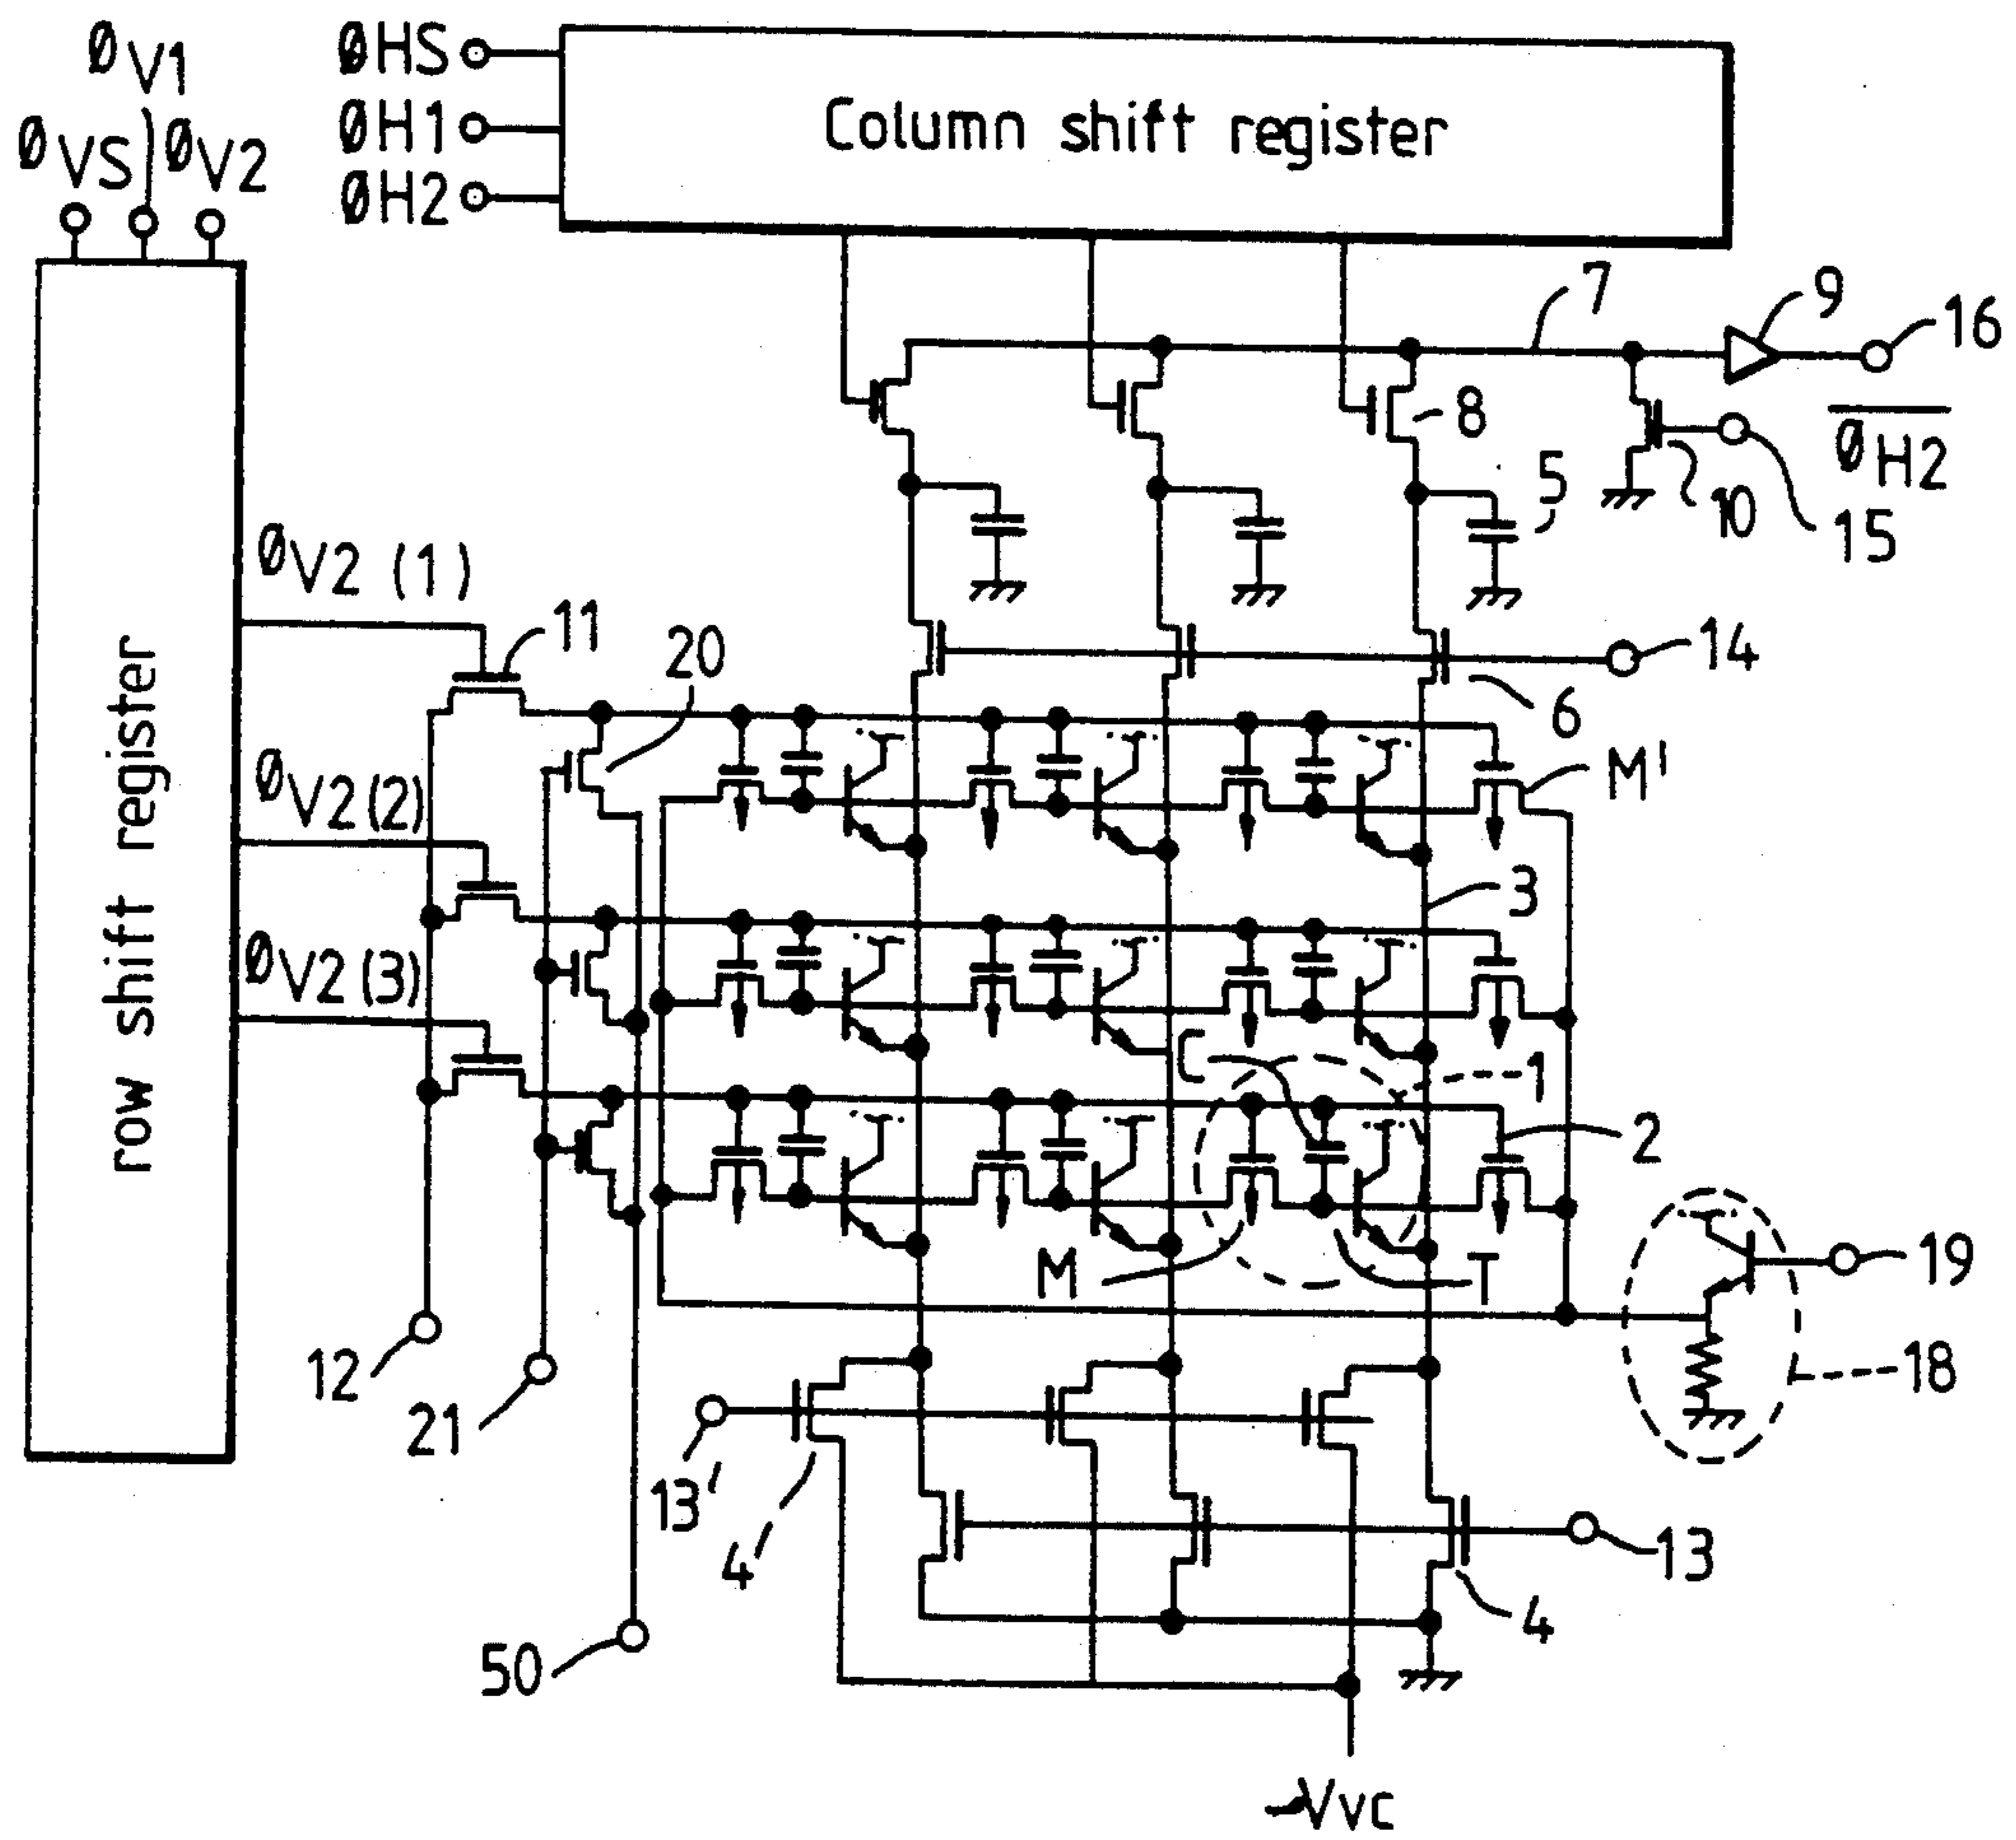 ØV1
ØVS ØV2
ØHS
ØH1
ØH2
Column shift register
row shift register
7
9
16
8
5
10
15
Ø̅H̅2̅
ØV2 (1)
11
20
14
6
M'
ØV2 (2)
3
ØV2 (3)
C
1
2
M
T
19
18
12
21
13'
4'
13
4
50
-VVC